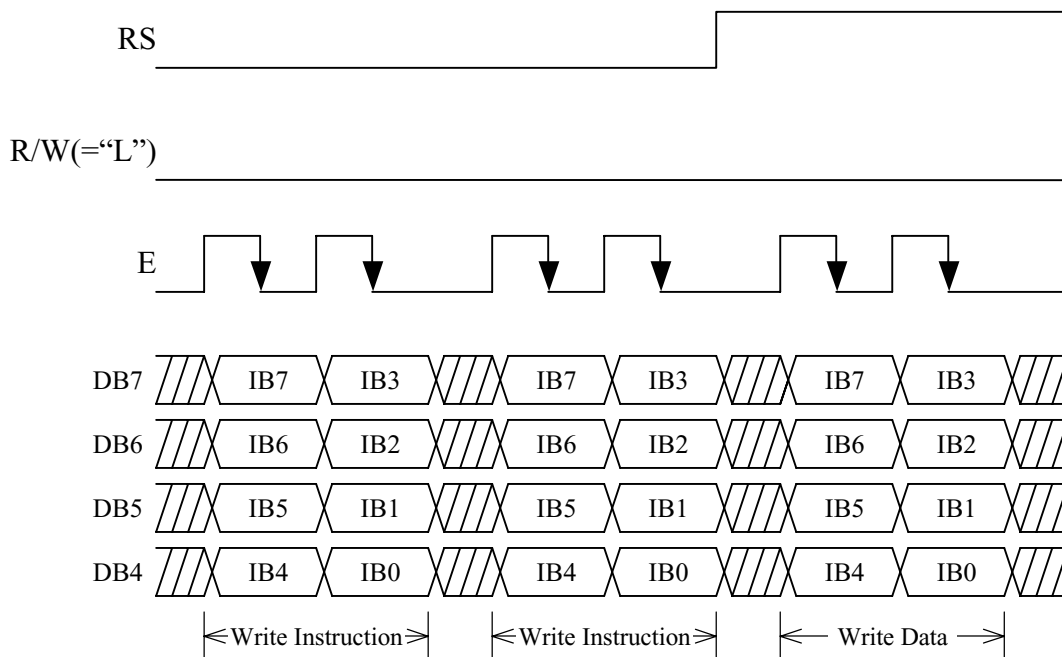 RS
R/W(=“L”)
E
DB7 IB7 IB3 IB7 IB3 IB7 IB3
DB6 IB6 IB2 IB6 IB2 IB6 IB2
DB5 IB5 IB1 IB5 IB1 IB5 IB1
DB4 IB4 IB0 IB4 IB0 IB4 IB0
Write Instruction Write Instruction Write Data